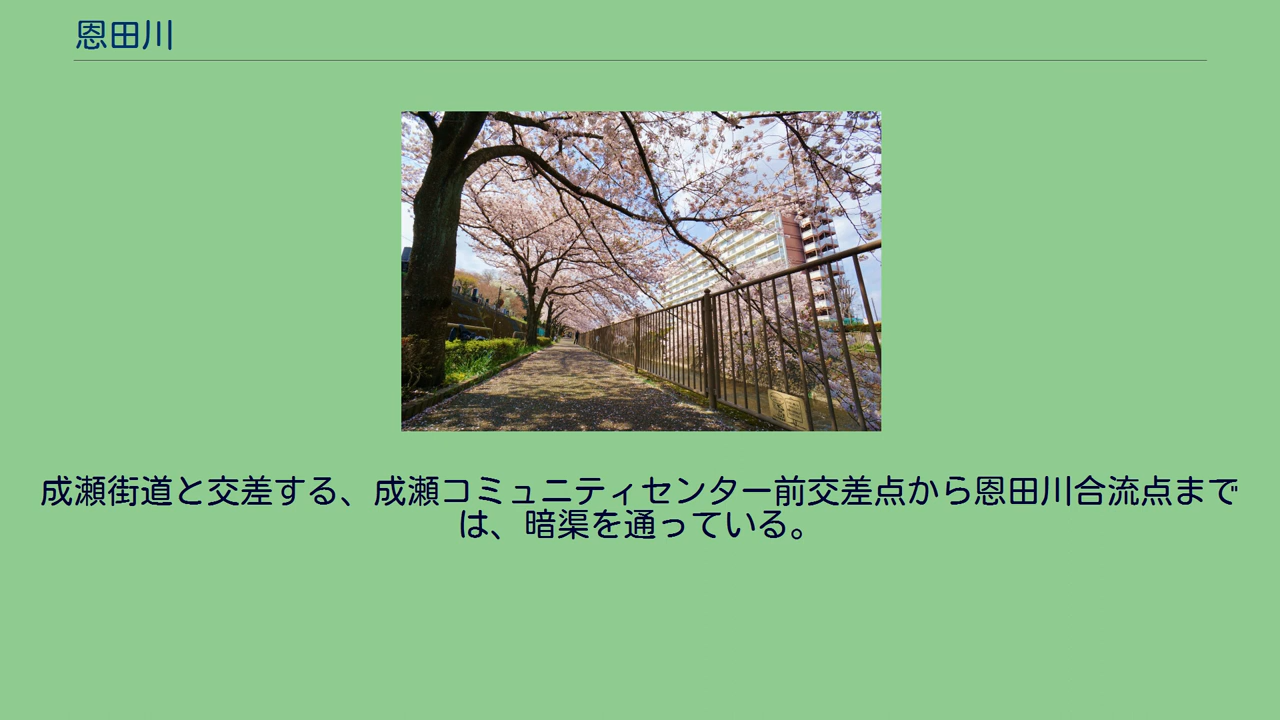 恩田川
成瀬街道と交差する、成瀬コミュニティセンター前交差点から恩田川合流点まで
は、暗渠を通っている。